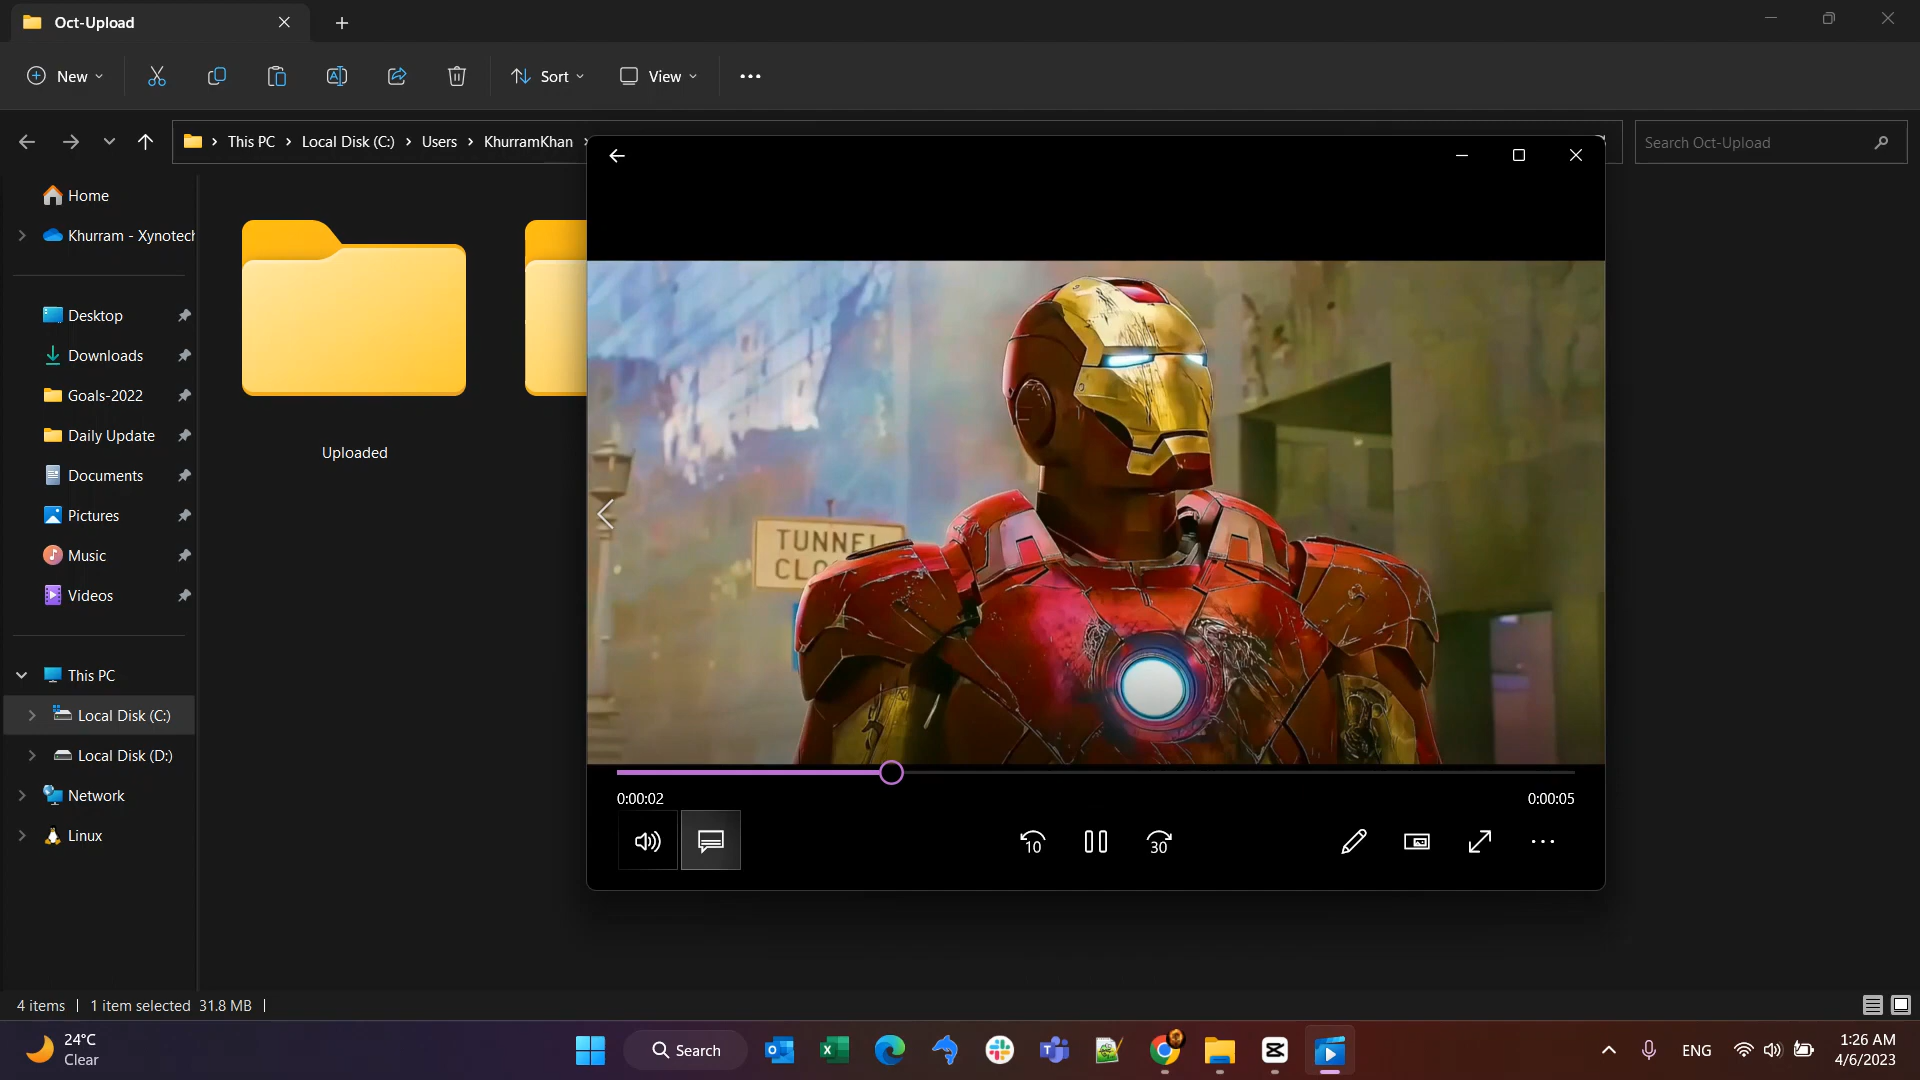 Oct-Upload
New
Sort
View
This PC
Local Disk (C:)
Users
KhurramKhan
Search Oct-Upload
Home
Khurram - Xynotech
Desktop
Downloads
Goals-2022
Daily Update
Documents
Pictures
Music
Videos
This PC
Local Disk (C:)
Local Disk (D:)
Network
Linux
Uploaded
TUNNEL
CLO
0:00:02
0:00:05
10
30
4 items
1 item selected 31.8 MB
24°C
Clear
Search
ENG
1:26 AM
4/6/2023